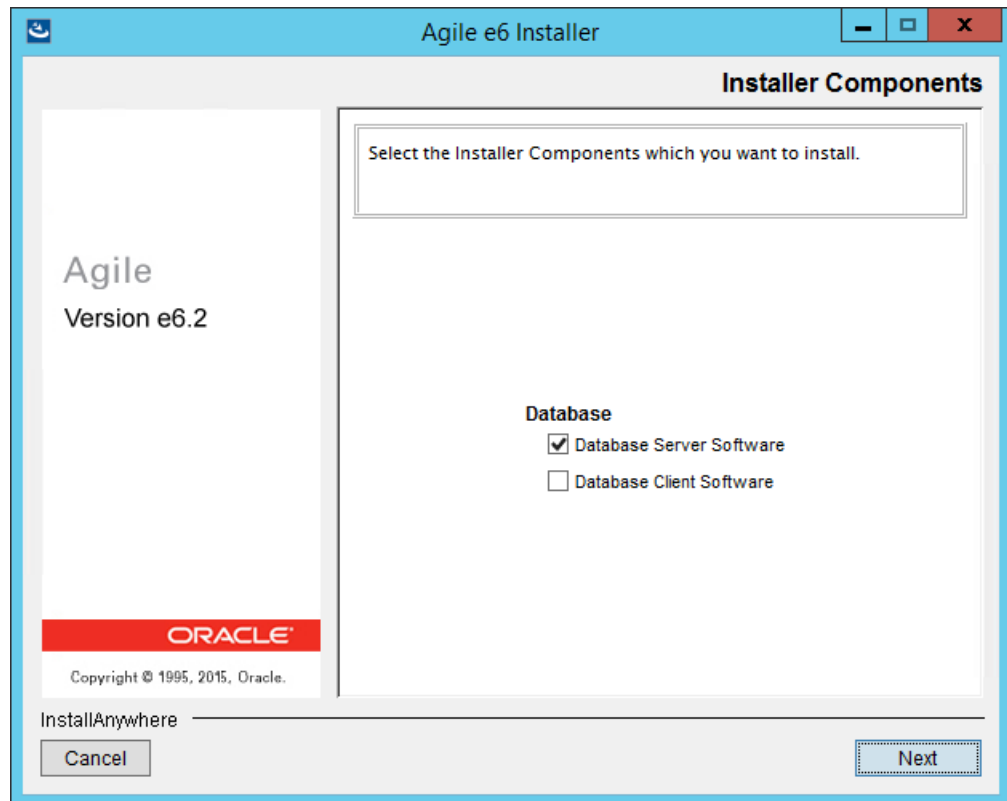 Agile e6 Installer
Installer Components
Select the Installer Components which you want to install.
Agile
Version e6.2
Database
Database Server Software
Database Client Software
ORACLE
Copyright © 1995, 2015, Oracle.
InstallAnywhere
Cancel
Next